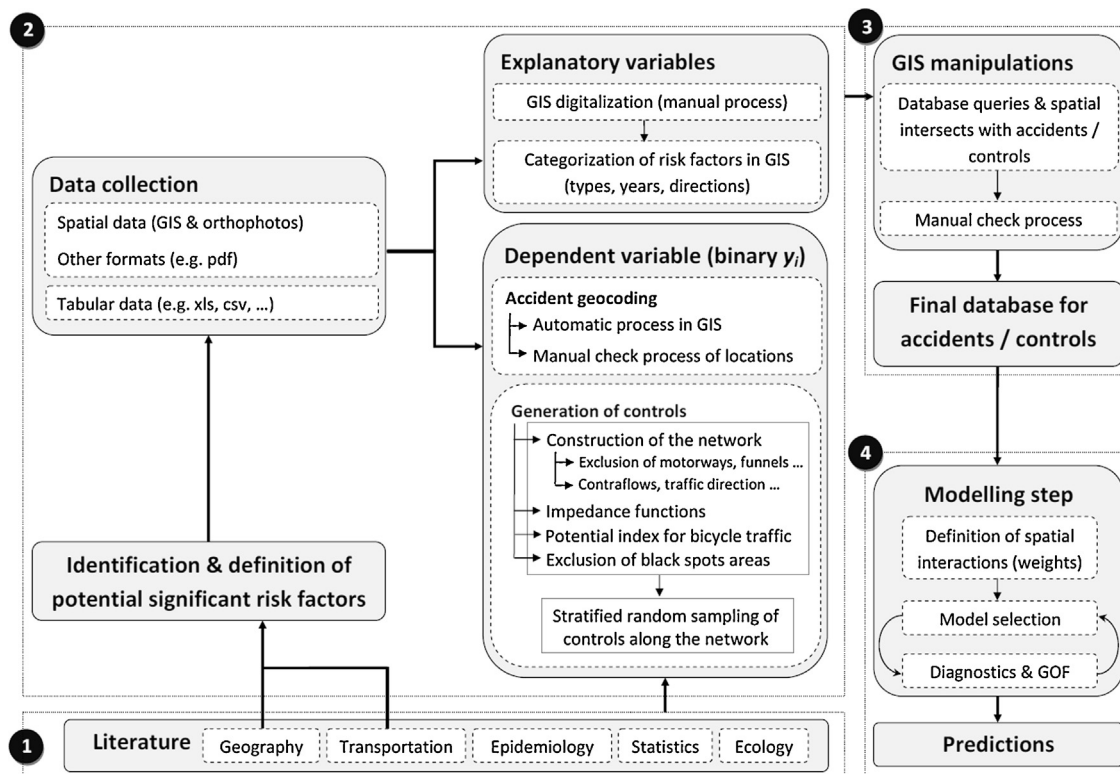 2
Explanatory variables
GIS digitalization (manual process)
Categorization of risk factors in GIS
(types, years, directions)
Data collection
Spatial data (GIS & orthophotos)
Other formats (e.g. pdf)
Tabular data (e.g. xls, csv, ...)
Dependent variable (binary yi)
Accident geocoding
Automatic process in GIS
Manual check process of locations
Generation of controls
Construction of the network
Exclusion of motorways, funnels ...
Contraflows, traffic direction ...
Impedance functions
Potential index for bicycle traffic
Exclusion of black spots areas
Stratified random sampling of
controls along the network
Identification & definition of
potential significant risk factors
1
Literature
Geography
Transportation
Epidemiology
Statistics
Ecology
3
GIS manipulations
Database queries & spatial
intersects with accidents /
controls
Manual check process
Final database for
accidents / controls
4
Modelling step
Definition of spatial
interactions (weights)
Model selection
Diagnostics & GOF
Predictions